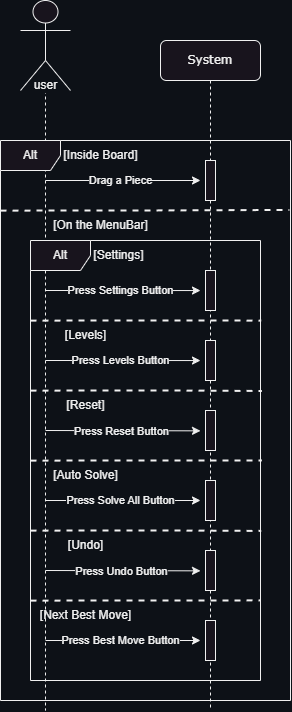 System
user
Alt
[Inside Board]
Drag a Piece
[On the MenuBar]
Alt
[Settings]
Press Settings Button
[Levels]
Press Levels Button
[Reset]
Press Reset Button
[Auto Solve]
Press Solve All Button
[Undo]
Press Undo Button
[Next Best Move]
Press Best Move Button